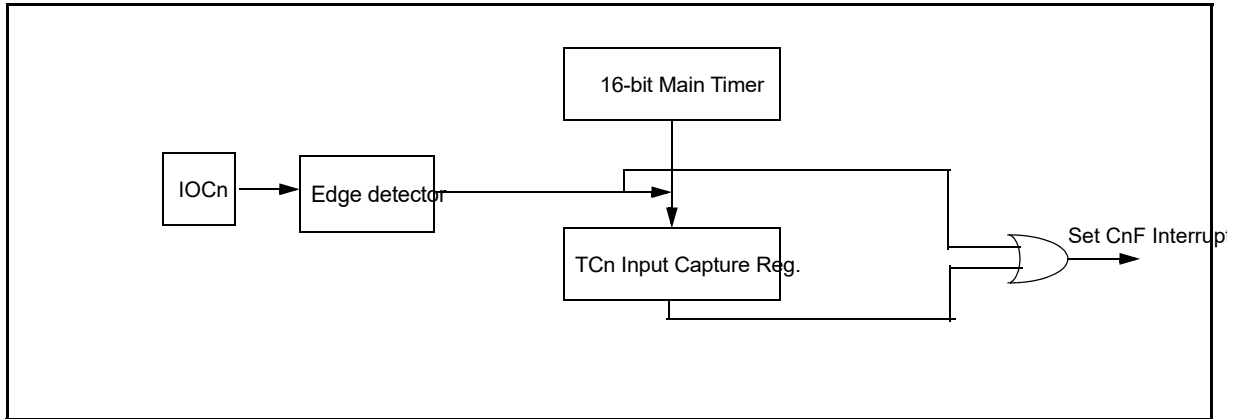 16-bit Main Timer
IOCn
Edge detector
TCn Input Capture Reg.
Set CnF Interrupt